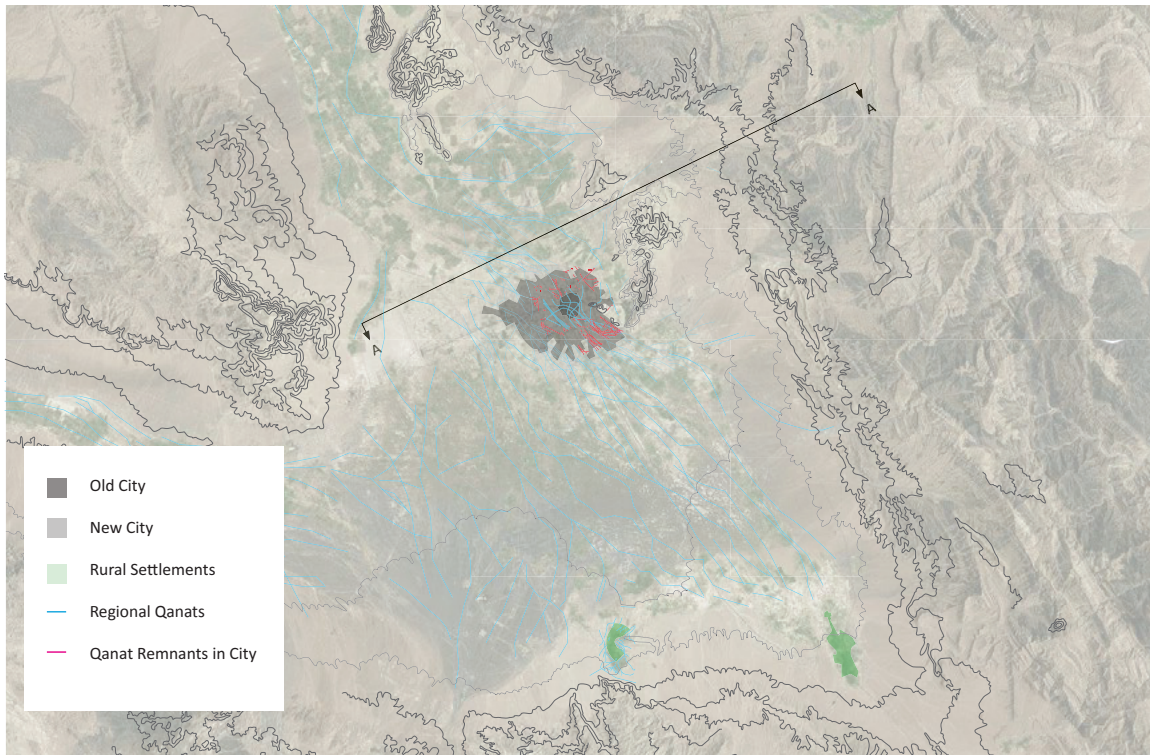 A
A
Old City
New City
Rural Settlements
Regional Qanats
Qanat Remnants in City